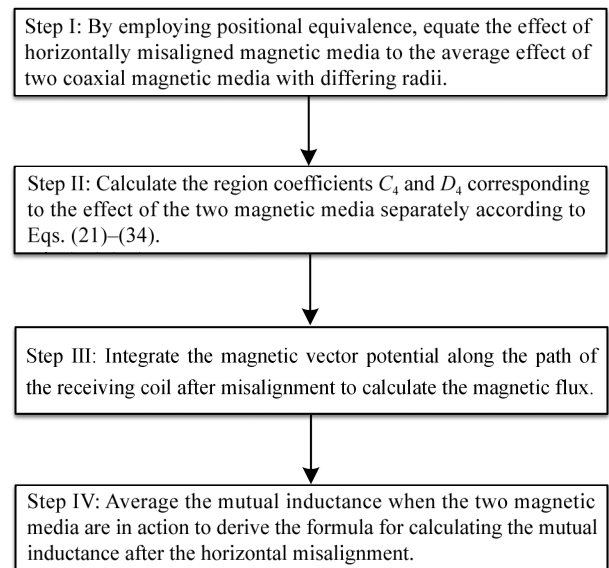 Step I: By employing positional equivalence, equate the effect of
horizontally misaligned magnetic media to the average effect of
two coaxial magnetic media with differing radii.
Step II: Calculate the region coefficients C₄ and D₄ corresponding
to the effect of the two magnetic media separately according to
Eqs. (21)–(34).
Step III: Integrate the magnetic vector potential along the path of
the receiving coil after misalignment to calculate the magnetic flux.
Step IV: Average the mutual inductance when the two magnetic
media are in action to derive the formula for calculating the mutual
inductance after the horizontal misalignment.